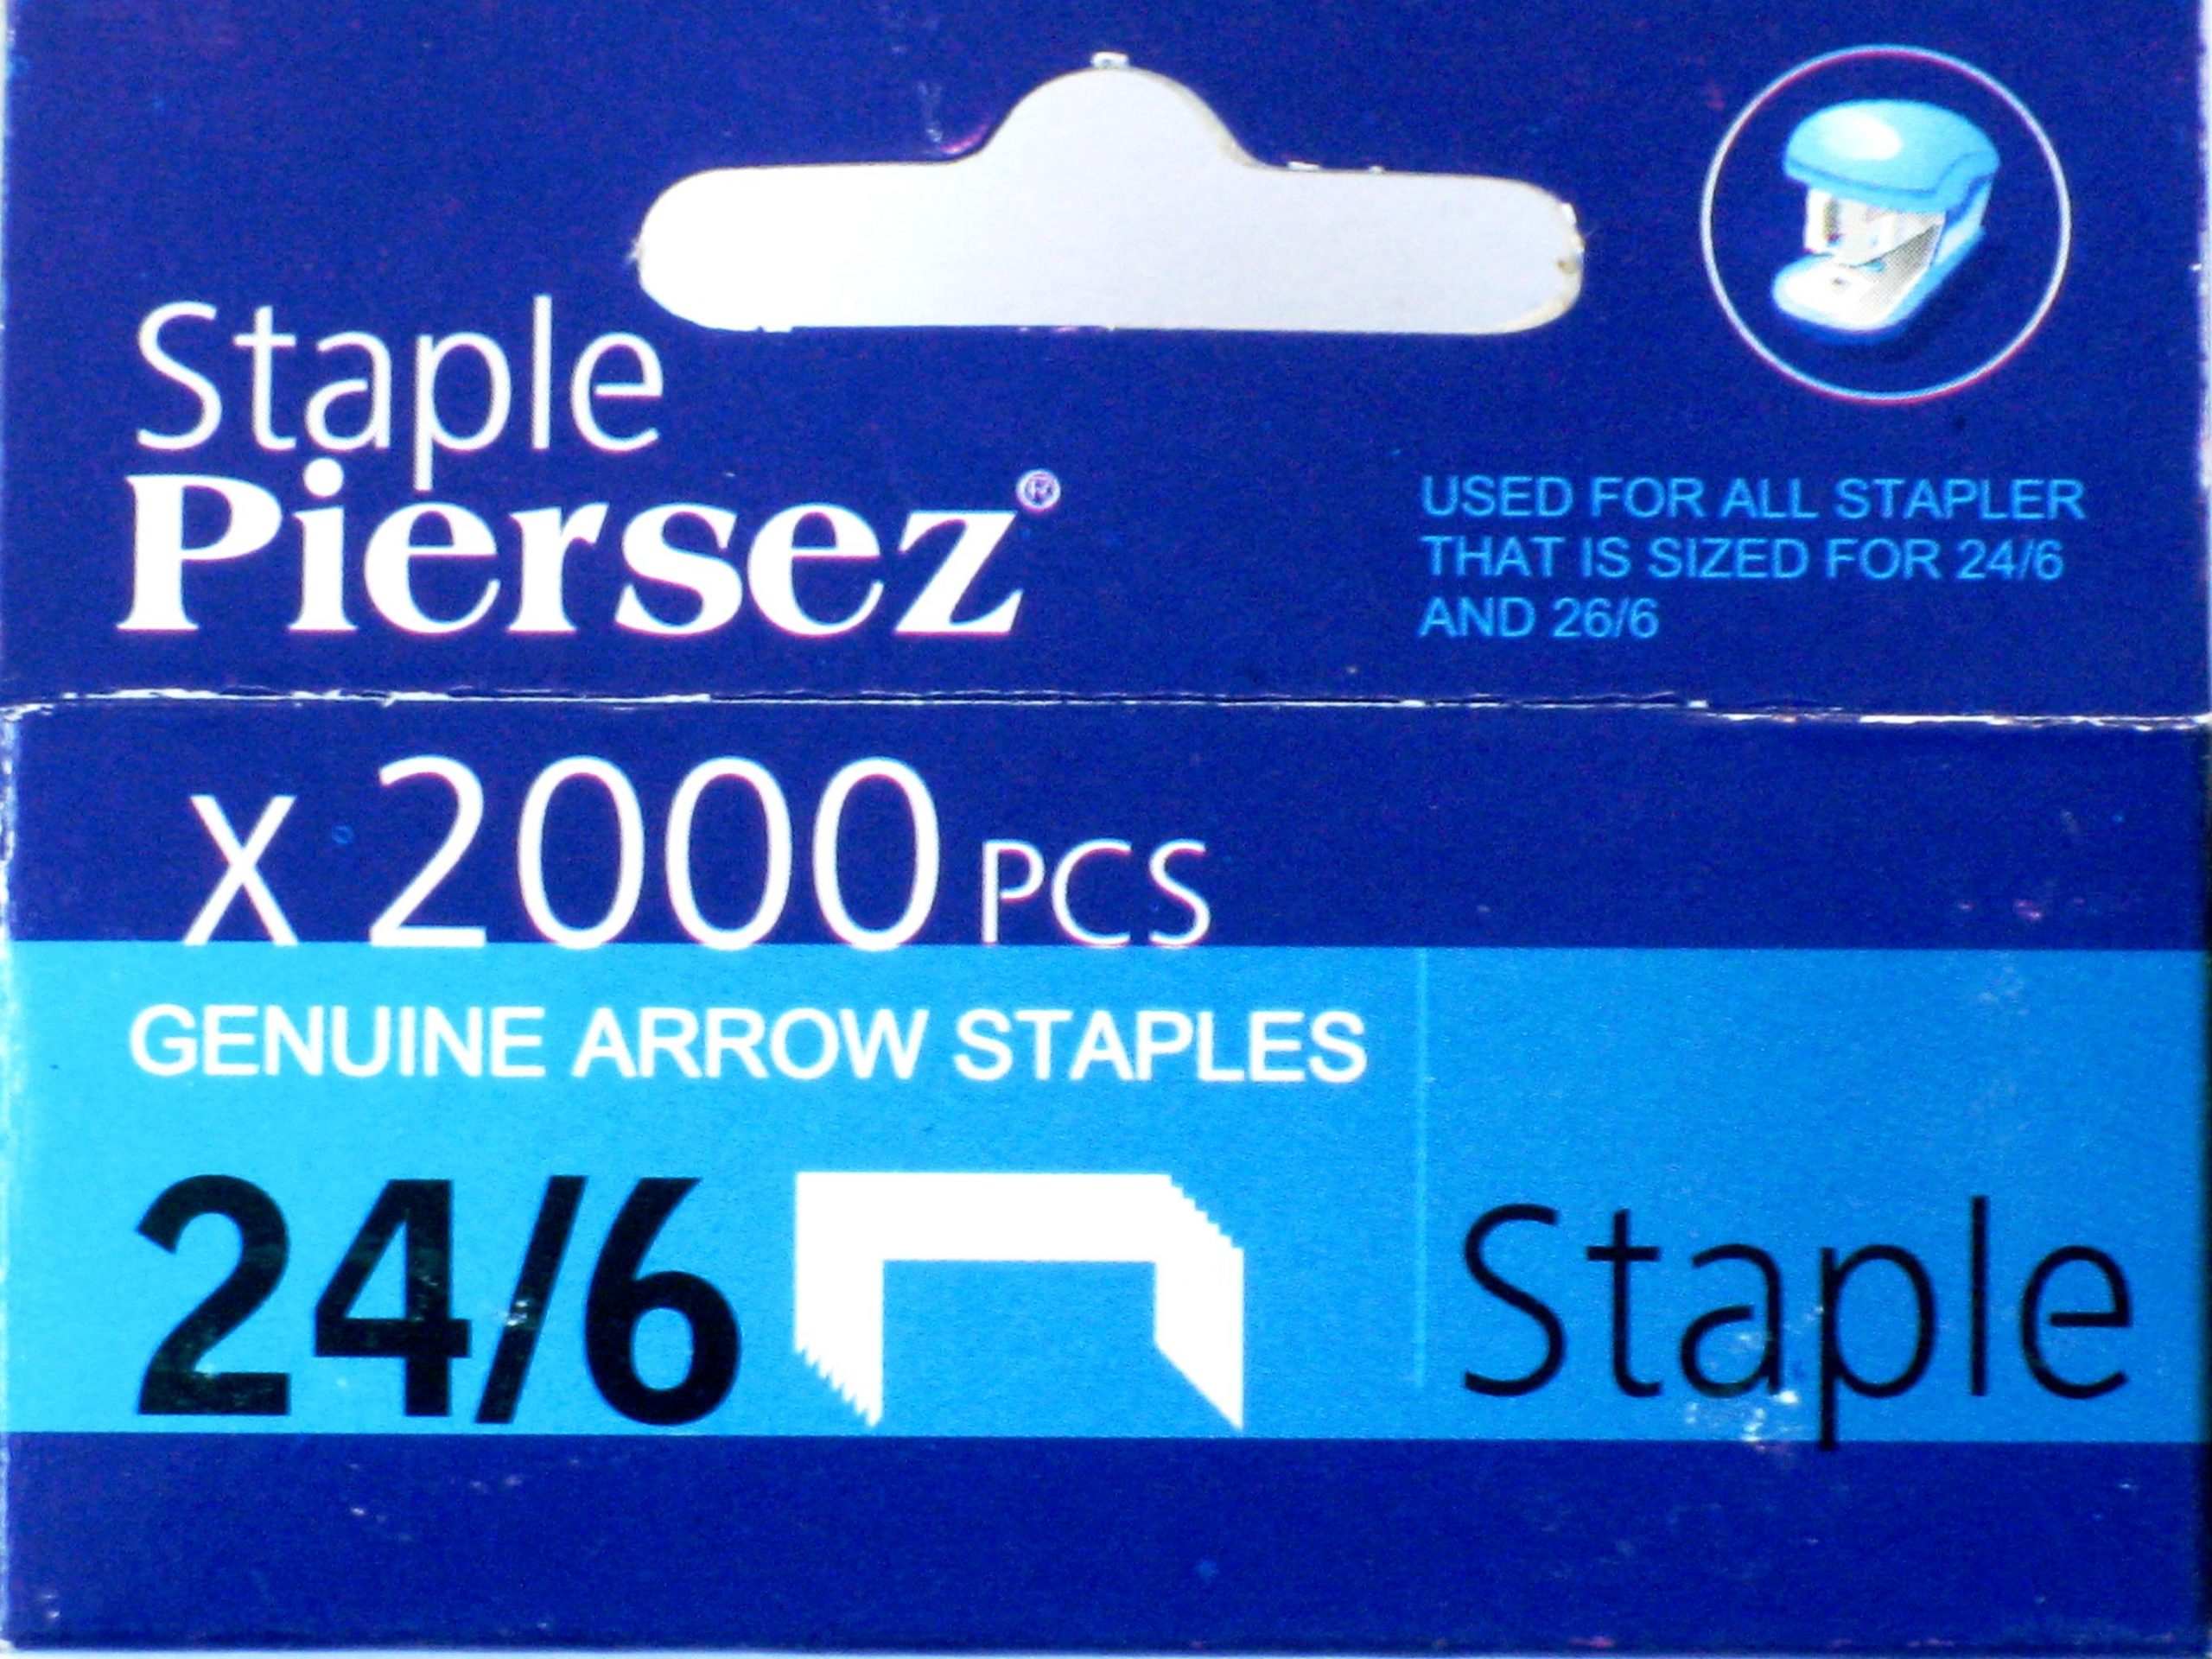 Staple
Piersez®
USED FOR ALL STAPLER
THAT IS SIZED FOR 24/6
AND 26/6
X 2000 PCS
GENUINE ARROW STAPLES
24/6
Staple